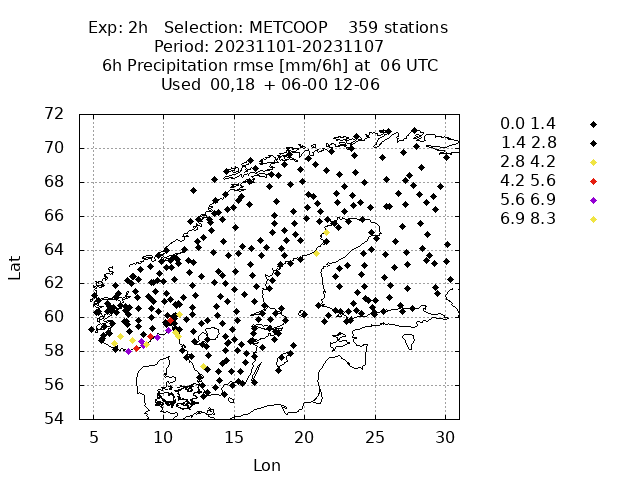 Exp: 2h   Selection: METCOOP    359 stations
Period: 20231101-20231107
6h Precipitation rmse [mm/6h] at  06 UTC
Used  00,18  + 06-00 12-06
72
70
68
66
64
62
60
58
56
54
Lat
5 10 15 20 25 30
Lon
0.0 1.4
1.4 2.8
2.8 4.2
4.2 5.6
5.6 6.9
6.9 8.3